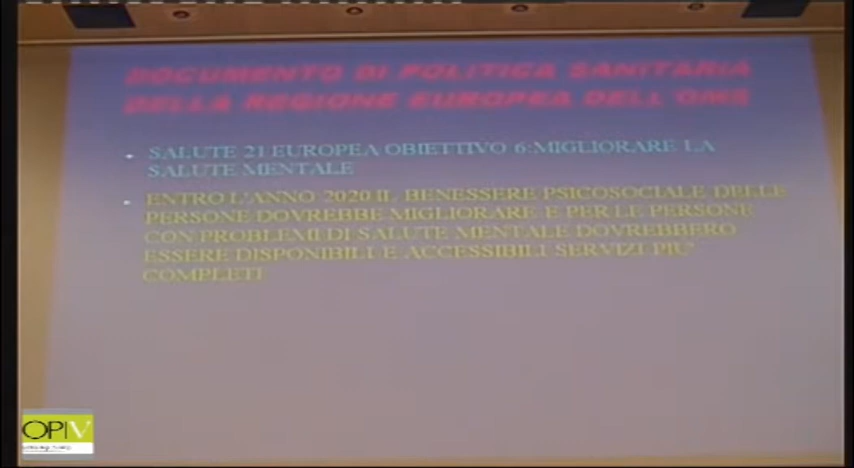 DOCUMENTO DI POLITICA SANITARIA
DELLA REGIONE EUROPEA DELL'OMS
SALUTE 21 EUROPEA OBIETTIVO 6:MIGLIORARE LA
SALUTE MENTALE
ENTRO L'ANNO 2020 IL BENESSERE PSICOSOCIALE DELLE
PERSONE DOVREBBE MIGLIORARE E PER LE PERSONE
CON PROBLEMI DI SALUTE MENTALE DOVREBBERO
ESSERE DISPONIBILI E ACCESSIBILI SERVIZI PIU'
COMPLETI
OPIV